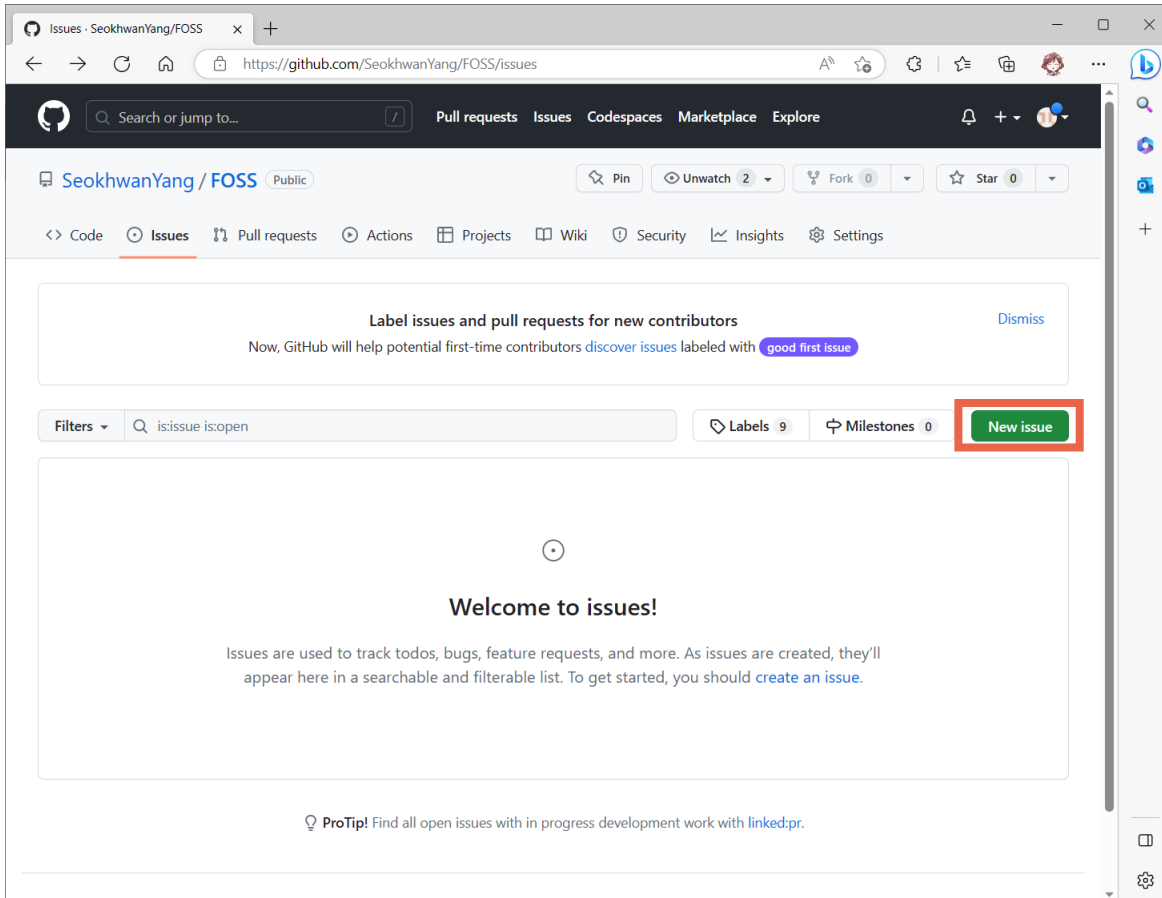 Issues · SeokhwanYang/FOSS
https://github.com/SeokhwanYang/FOSS/issues
Search or jump to... / Pull requests Issues Codespaces Marketplace Explore
SeokhwanYang / FOSS Public Pin Unwatch 2 Fork 0 Star 0
Code Issues Pull requests Actions Projects Wiki Security Insights Settings
Label issues and pull requests for new contributors Dismiss
Now, GitHub will help potential first-time contributors discover issues labeled with good first issue
Filters is:issue is:open Labels 9 Milestones 0 New issue
Welcome to issues!
Issues are used to track todos, bugs, feature requests, and more. As issues are created, they'll
appear here in a searchable and filterable list. To get started, you should create an issue.
ProTip! Find all open issues with in progress development work with linked:pr.